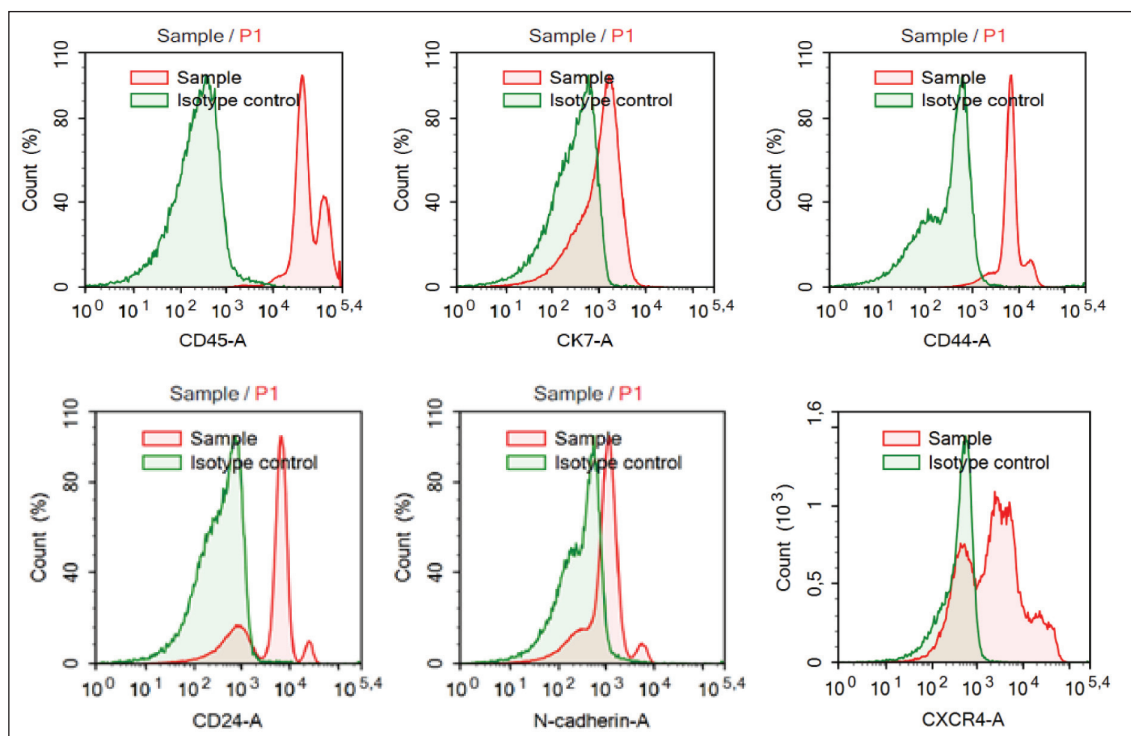 Sample / P1
Count (%)
110
80
40
0
Sample
Isotype control
10^0 10^1 10^2 10^3 10^4 10^5,4
CD45-A
Sample / P1
Count (%)
110
80
40
0
Sample
Isotype control
10^0 10^1 10^2 10^3 10^4 10^5,4
CK7-A
Sample / P1
Count (%)
110
80
40
0
Sample
Isotype control
10^0 10^1 10^2 10^3 10^4 10^5,4
CD44-A
Sample / P1
Count (%)
110
80
40
0
Sample
Isotype control
10^0 10^1 10^2 10^3 10^4 10^5,4
CD24-A
Sample / P1
Count (%)
110
80
40
0
Sample
Isotype control
10^0 10^1 10^2 10^3 10^4 10^5,4
N-cadherin-A
Count (10^3)
1,6
1
0,5
0
Sample
Isotype control
10^0 10^1 10^2 10^3 10^4 10^5,4
CXCR4-A